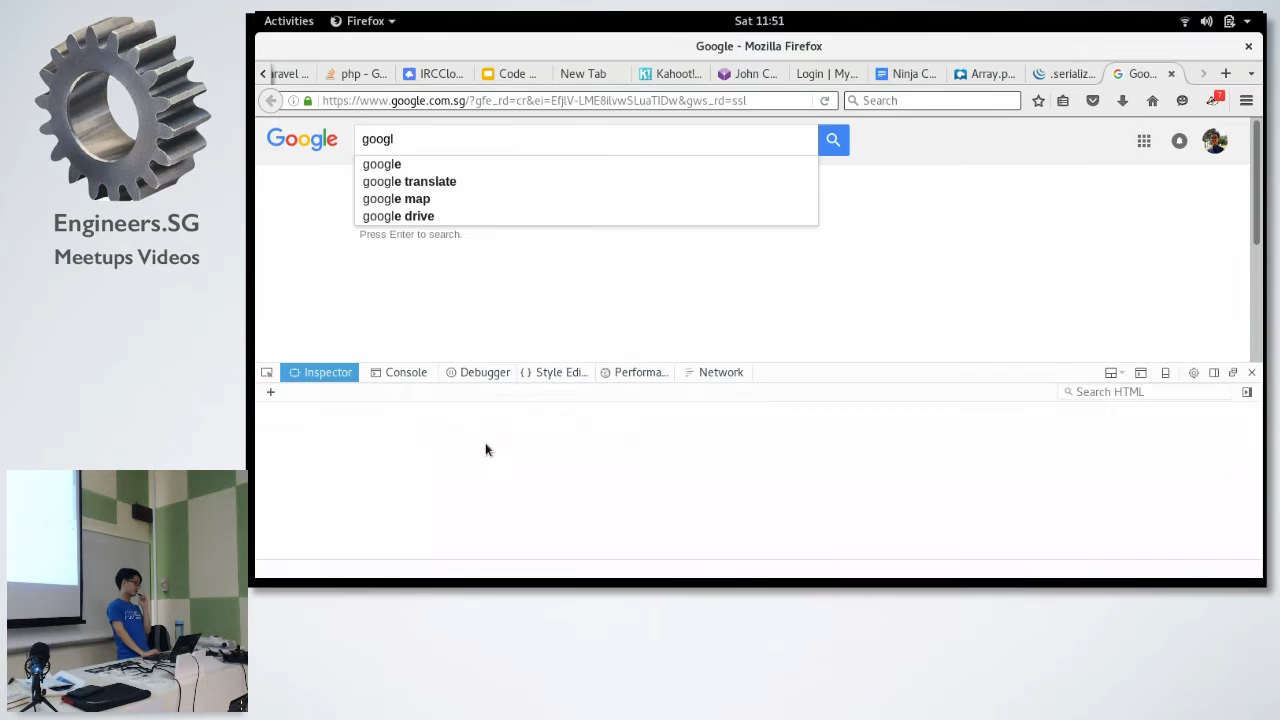 Engineers.SG
Meetups Videos
Activities
Firefox
Sat 11:51
Google - Mozilla Firefox
aravel ...
php - G...
IRCClo...
Code ...
New Tab
Kahoot!...
John C...
Login | My...
Ninja C...
Array.p...
.serializ...
Goo...
https://www.google.com.sg/?gfe_rd=cr&ei=EfjlV-LME8ilvwSLuaTIDw&gws_rd=ssl
Search
7
Google
googl
google
google translate
google map
google drive
Press Enter to search.
Inspector
Console
Debugger
Style Edi...
Performa...
Network
+
Search HTML